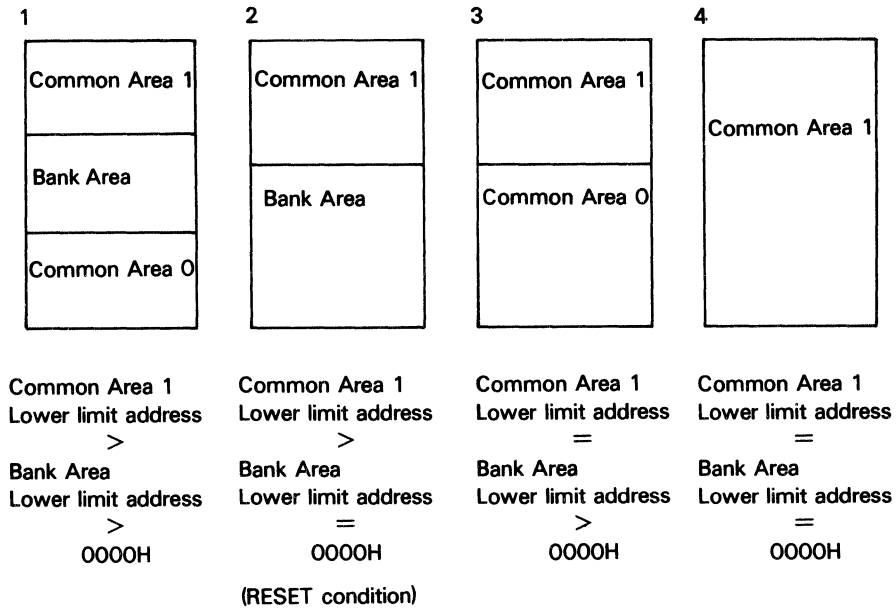 1
Common Area 1
Bank Area
Common Area 0
Common Area 1
Lower limit address
>
Bank Area
Lower limit address
>
0000H
2
Common Area 1
Bank Area
Common Area 1
Lower limit address
>
Bank Area
Lower limit address
=
0000H
(RESET condition)
3
Common Area 1
Common Area 0
Common Area 1
Lower limit address
=
Bank Area
Lower limit address
>
0000H
4
Common Area 1
Common Area 1
Lower limit address
=
Bank Area
Lower limit address
=
0000H